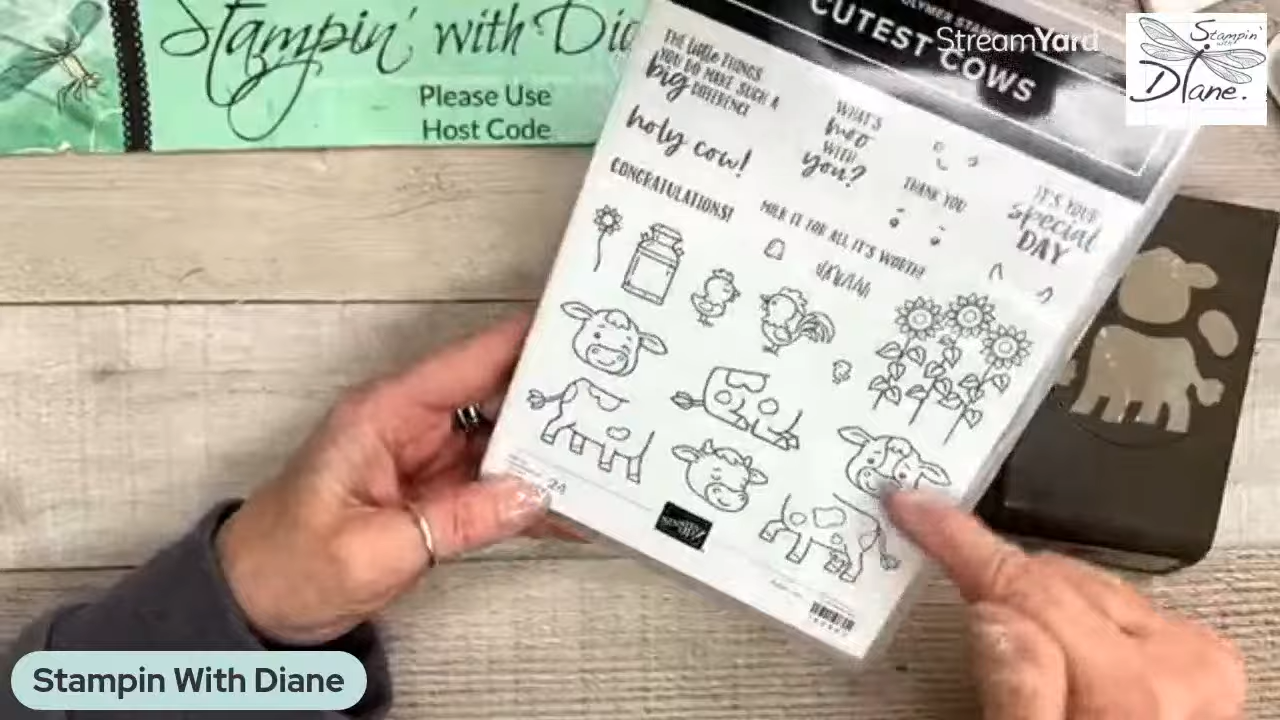 Stampin' with Dia
Please Use
Host Code
CUTEST COWS
StreamYard
Stampin'
with
Diane.
THE little THINGS
YOU DO MAKE SUCH A
big DIFFERENCE
holy cow!
CONGRATULATIONS!
WHAT'S
moo
WITH
you?
THANK YOU
MILK IT FOR ALL IT'S WORTH!
IT'S YOUR
special
DAY
Stampin With Diane